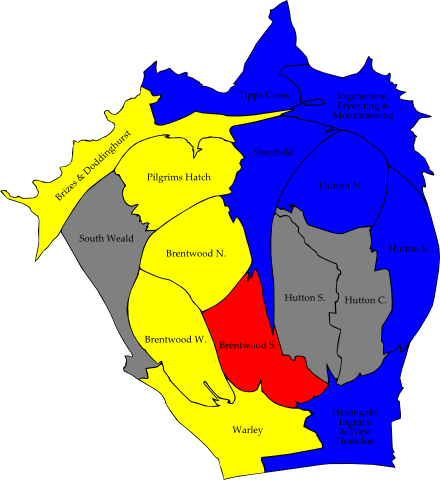 Tipps Cross
Ingatestone,
Fryerning &
Mountnessing
Brizes & Doddinghurst
Shenfield
Pilgrims Hatch
Hutton N.
South Weald
Brentwood N.
Hutton E.
Hutton S.
Hutton C.
Brentwood W.
Brentwood S.
Herongate,
Ingrave
& West
Horndon
Warley